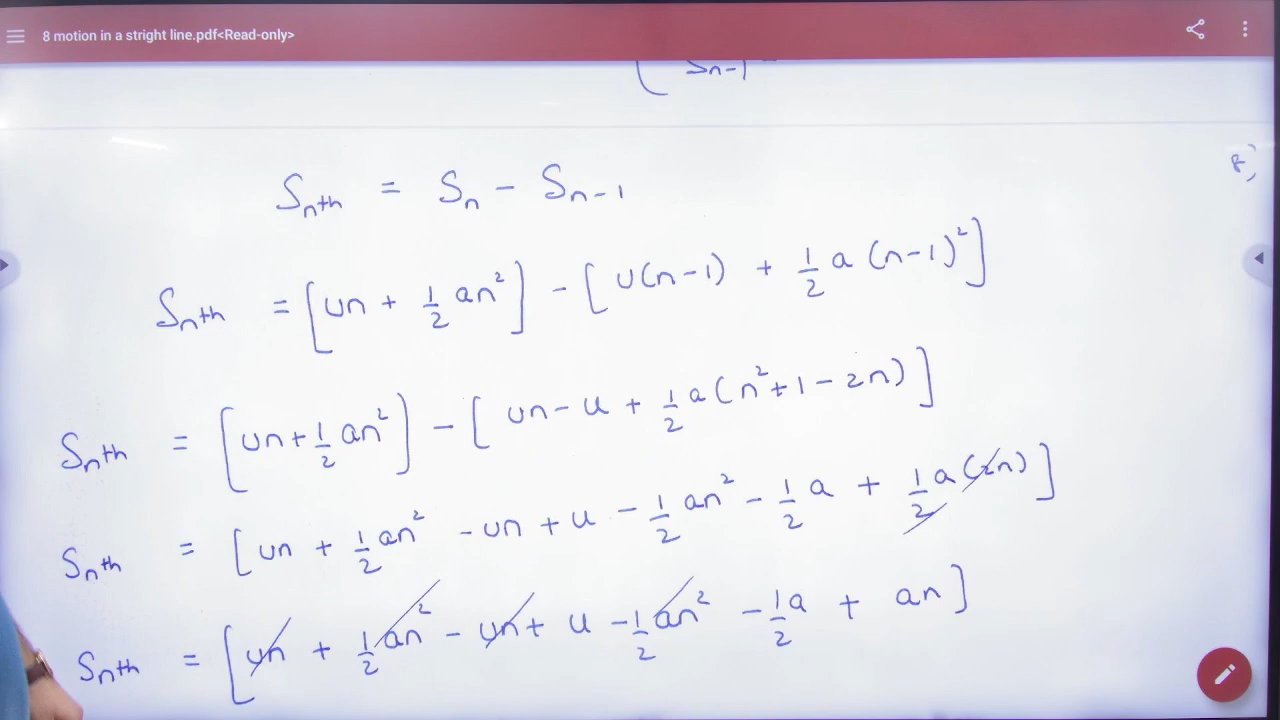 8 motion in a stright line.pdf<Read-only>
Sn-1
8)
Snth = Sn - Sn-1
Snth = [un + 1/2 an²] - [u(n-1) + 1/2 a (n-1)²]
Snth = [un + 1/2 an²] - [un - u + 1/2 a(n²+1-2n)]
Snth = [un + 1/2 an² - un + u - 1/2 an² - 1/2 a + 1/2 a(2n)]
Snth = [un + 1/2 an² - un + u - 1/2 an² - 1/2 a + an]